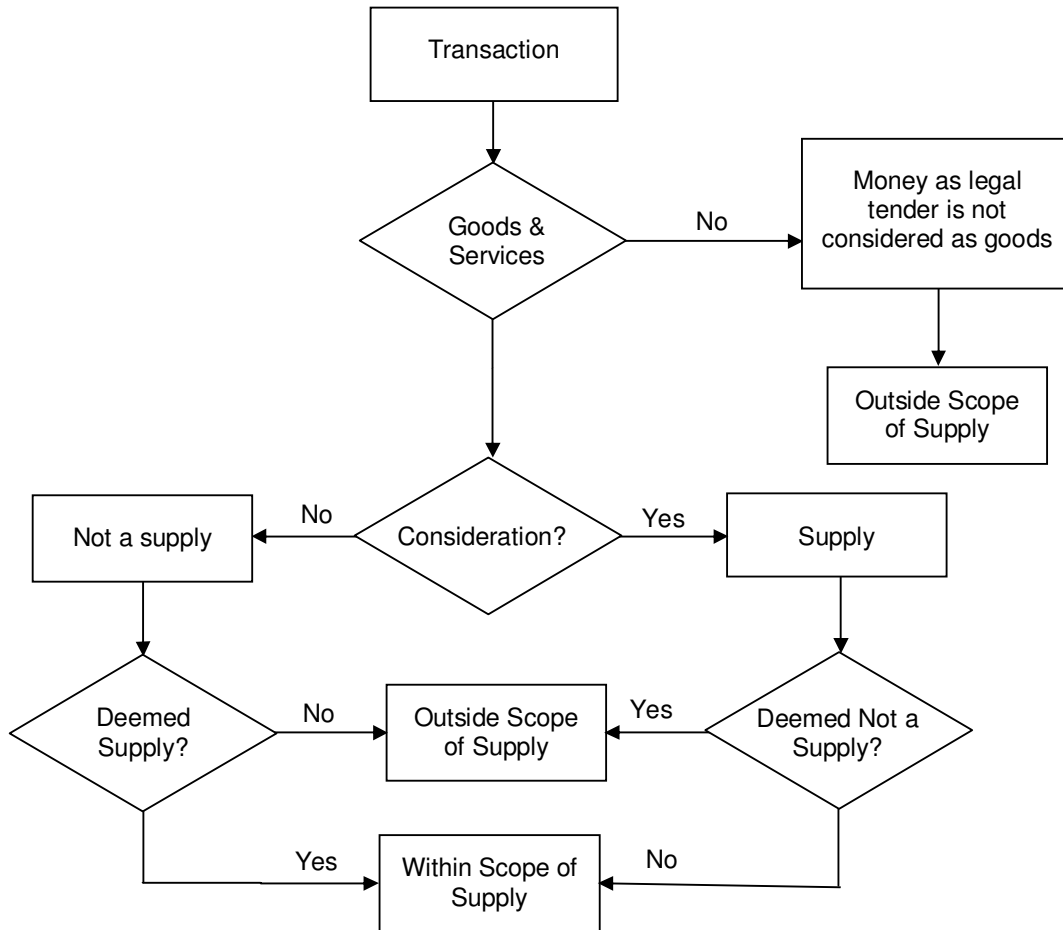 Transaction
Goods &
Services
No
Money as legal
tender is not
considered as goods
Outside Scope
of Supply
Not a supply
No
Consideration?
Yes
Supply
Deemed
Supply?
No
Outside Scope
of Supply
Yes
Deemed Not a
Supply?
Yes
Within Scope of
Supply
No